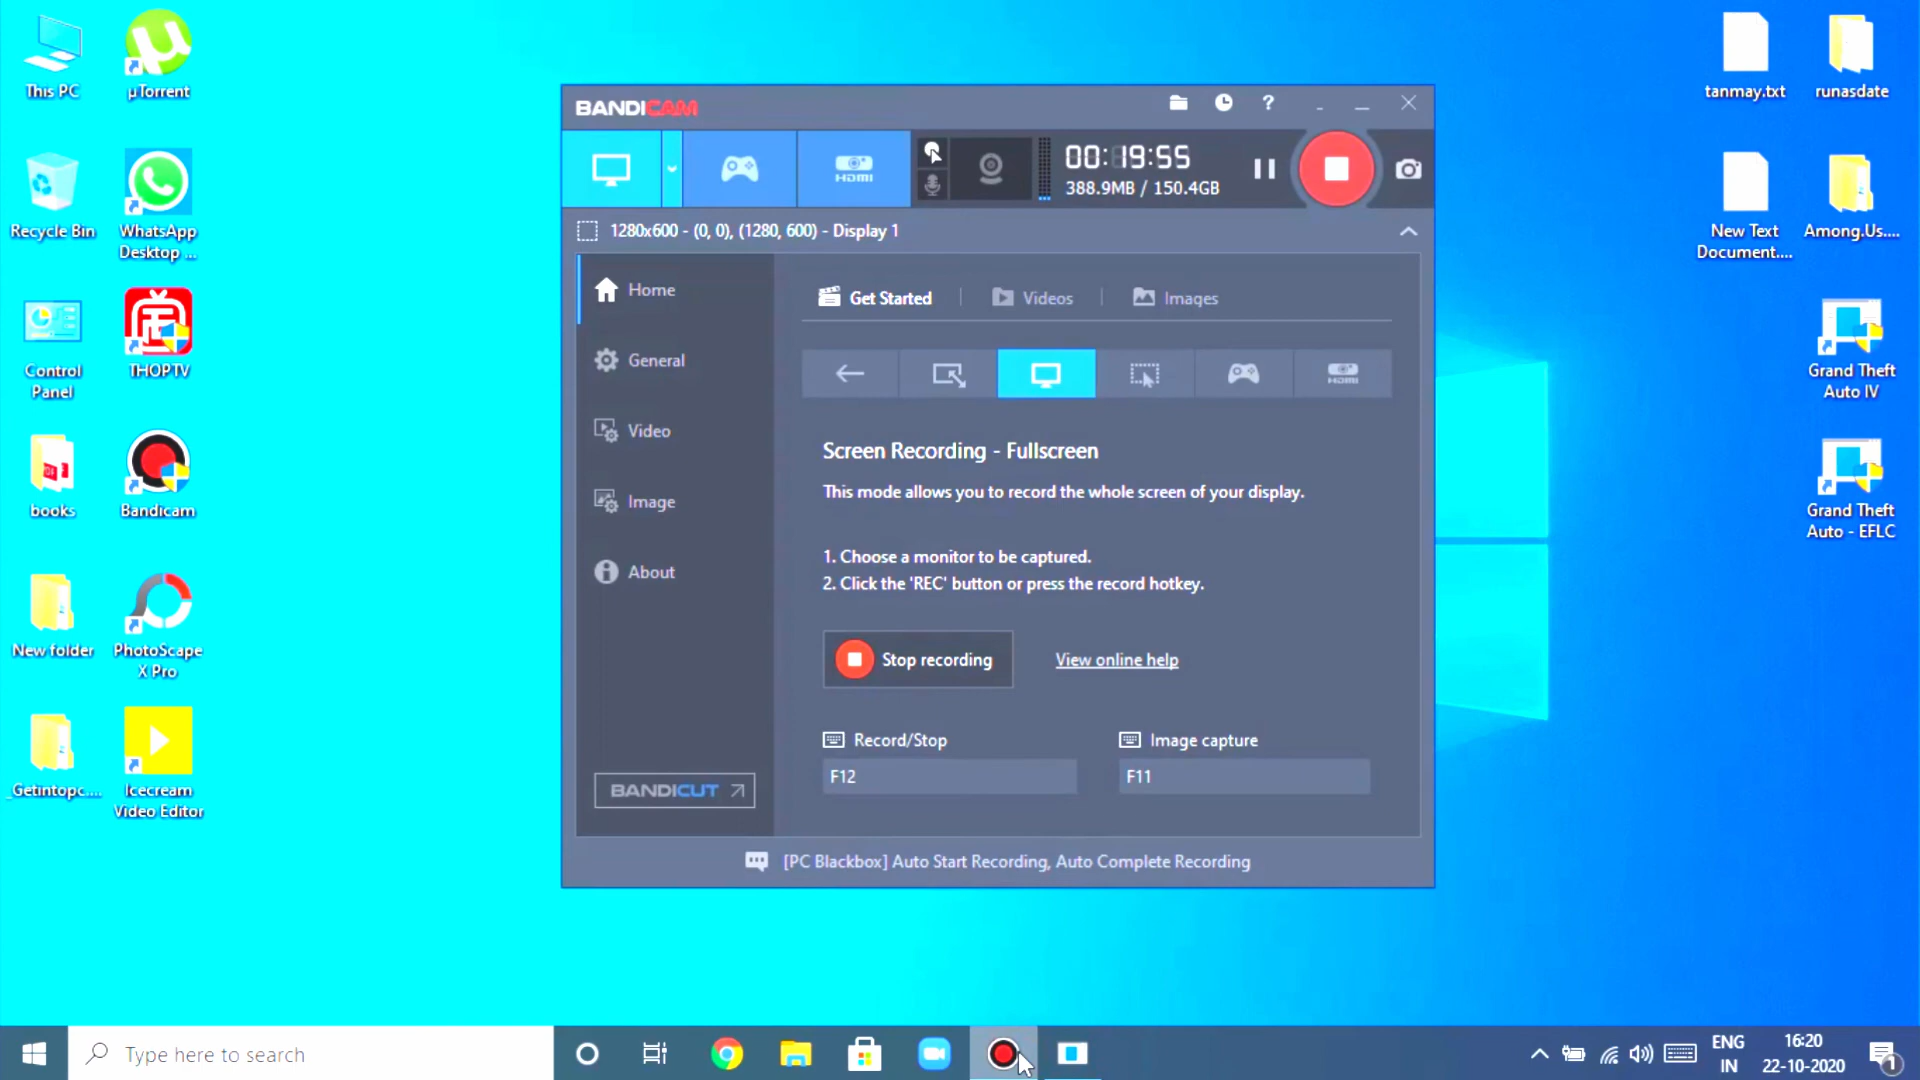 This PC
µTorrent
Recycle Bin
WhatsApp
Desktop ...
Control
Panel
THOPTV
books
Bandicam
New folder
PhotoScape
X Pro
_Getintopc....
Icecream
Video Editor
BANDICAM
?
HDMI
00:19:55
388.9MB / 150.4GB
1280x600 - (0, 0), (1280, 600) - Display 1
Home
General
Video
Image
About
BANDICUT
Get Started
Videos
Images
HDMI
Screen Recording - Fullscreen
This mode allows you to record the whole screen of your display.
1. Choose a monitor to be captured.
2. Click the 'REC' button or press the record hotkey.
Stop recording
View online help
Record/Stop
Image capture
F12
F11
[PC Blackbox] Auto Start Recording, Auto Complete Recording
tanmay.txt
runasdate
New Text
Document....
Among.Us....
Grand Theft
Auto IV
Grand Theft
Auto - EFLC
Type here to search
ENG
IN
16:20
22-10-2020
1